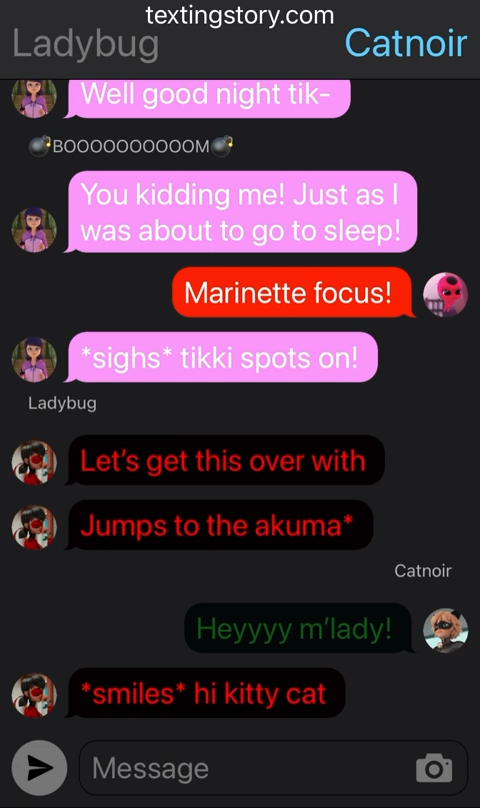 textingstory.com
Ladybug
Catnoir
Well good night tik-
💣BOOOOOOOOOOM💣
You kidding me! Just as I
was about to go to sleep!
Marinette focus!
*sighs* tikki spots on!
Ladybug
Let’s get this over with
Jumps to the akuma*
Catnoir
Heyyyy m’lady!
*smiles* hi kitty cat
Message